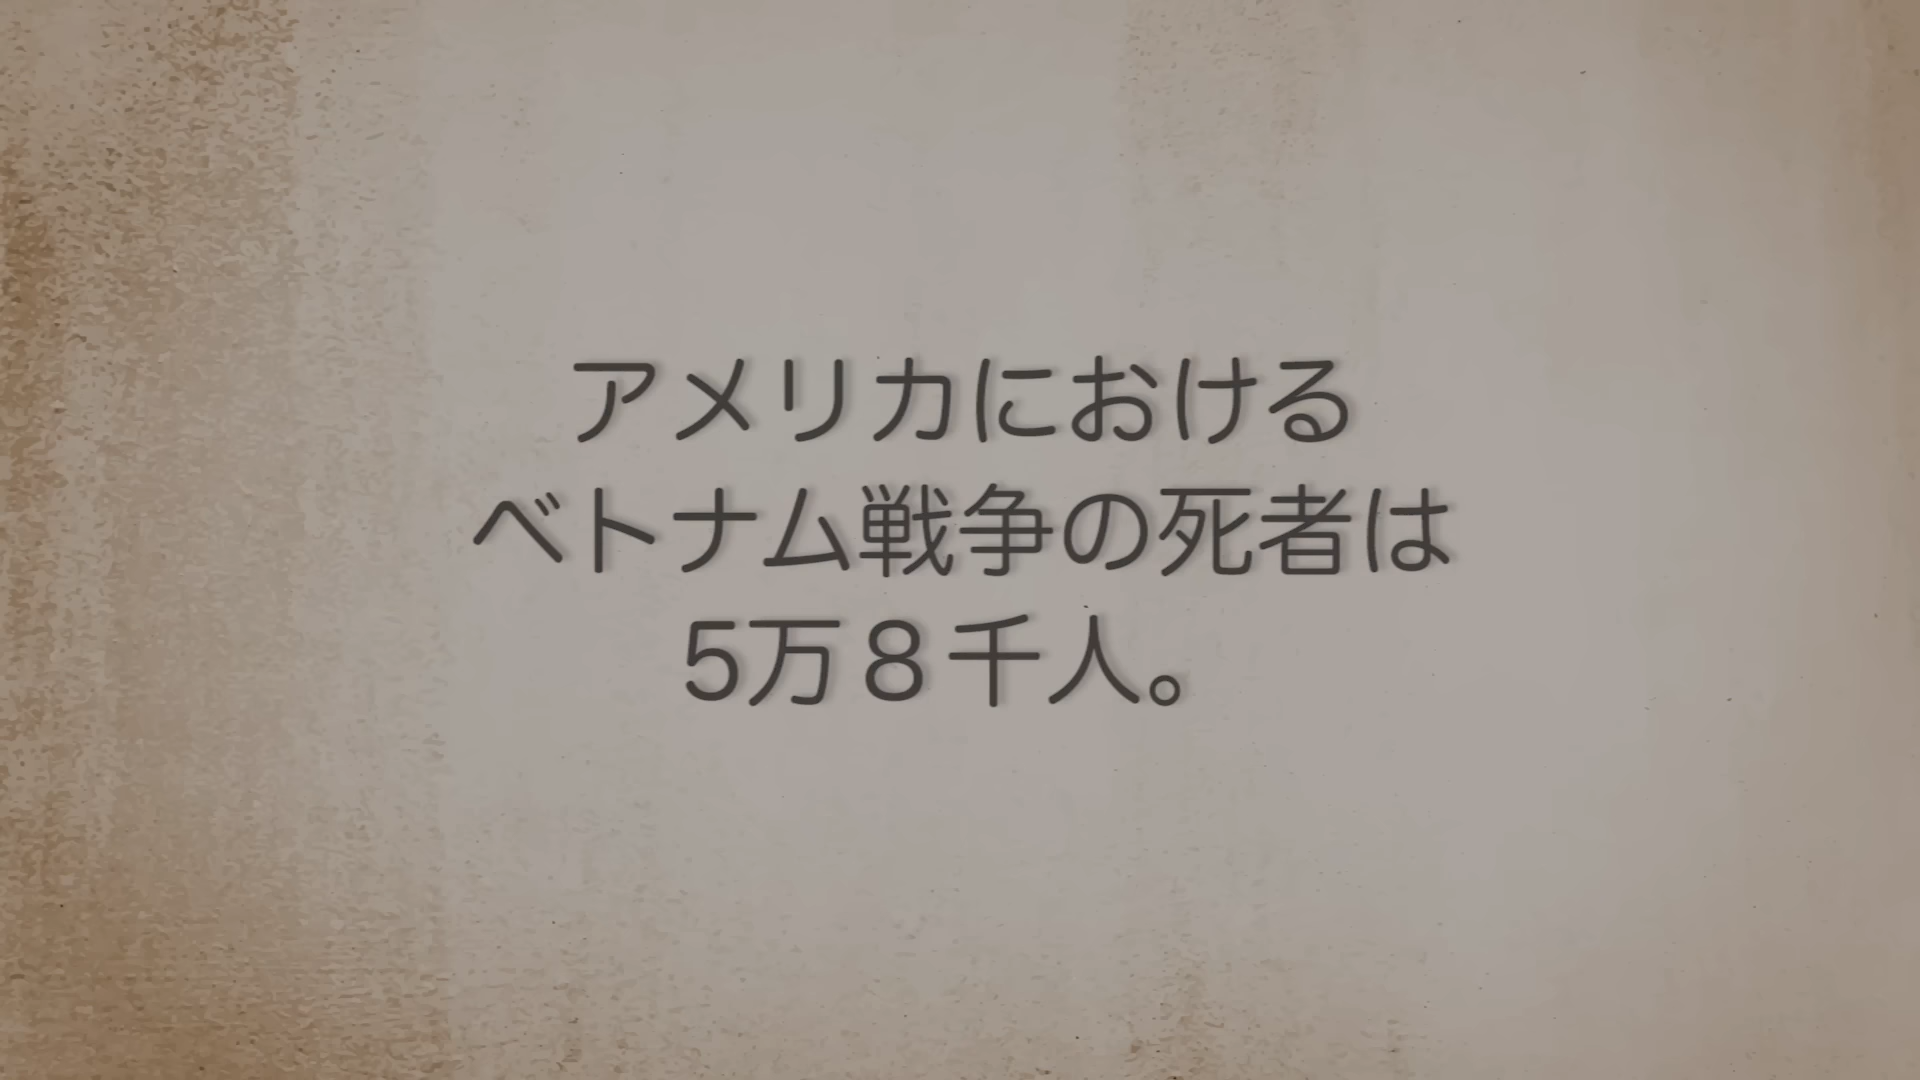 アメリカにおける
ベトナム戦争の死者は
5万８千人。